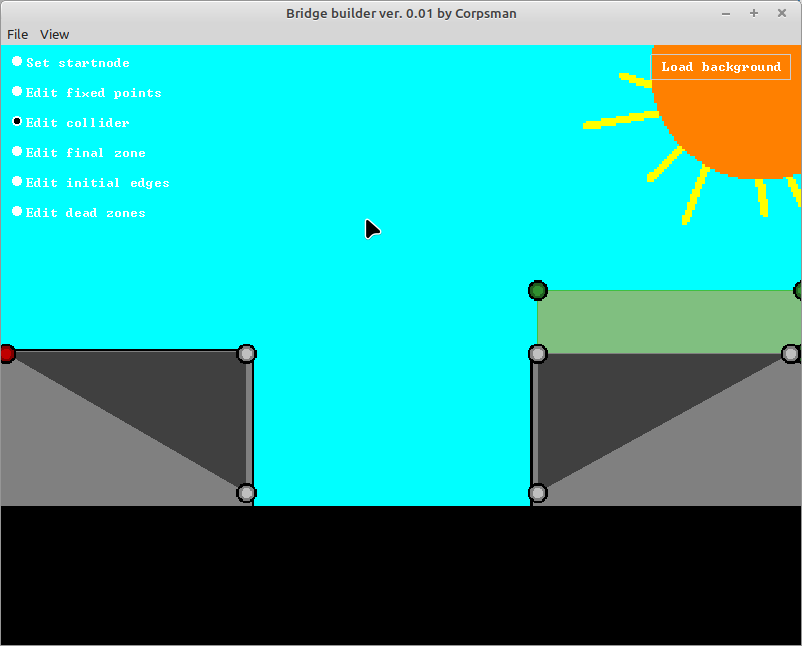 Bridge builder ver. 0.01 by Corpsman
File View
Set startnode
Load background
Edit fixed points
Edit collider
Edit final zone
Edit initial edges
Edit dead zones